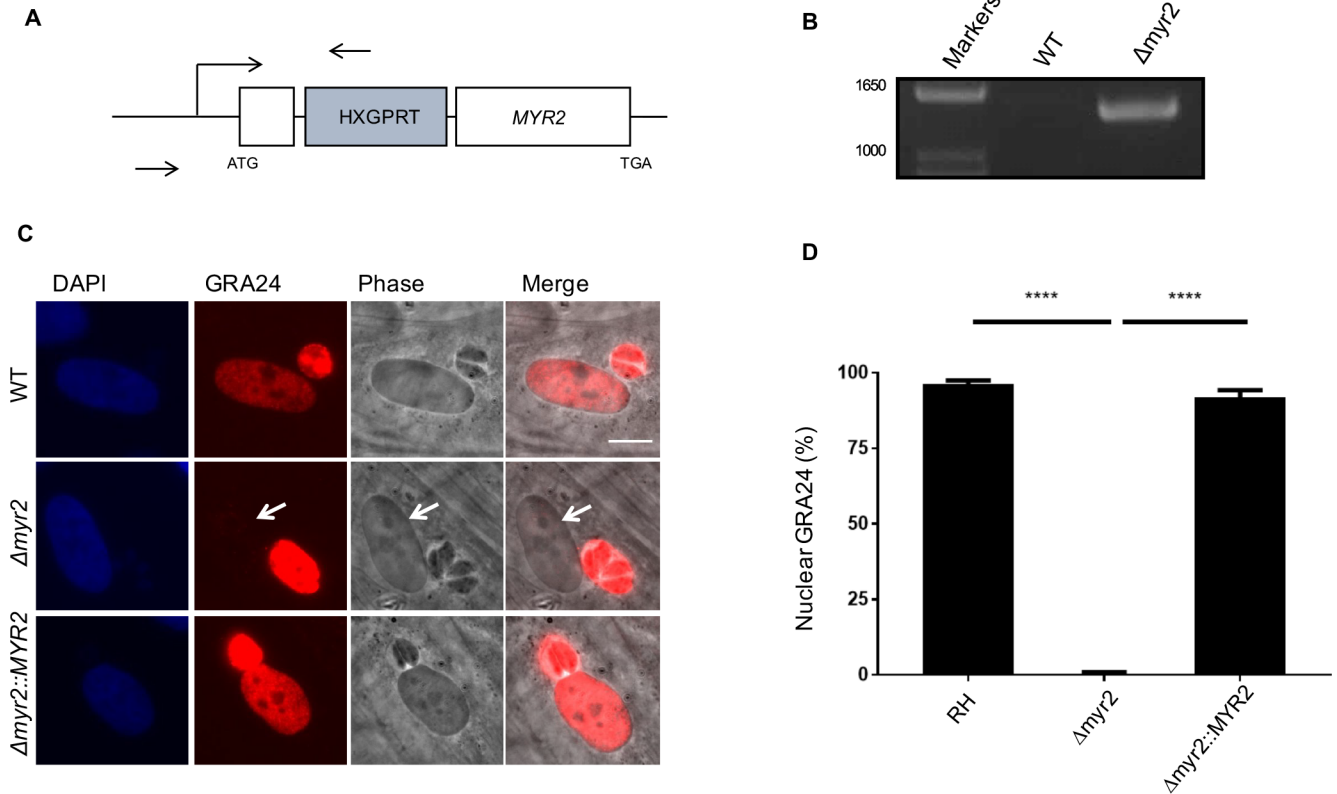 A
HXGPRT
MYR2
ATG
TGA
B
Markers
WT
Δmyr2
1650
1000
C
DAPI
GRA24
Phase
Merge
WT
Δmyr2
Δmyr2::MYR2
D
****
****
Nuclear GRA24 (%)
100
75
50
25
0
RH
Δmyr2
Δmyr2::MYR2